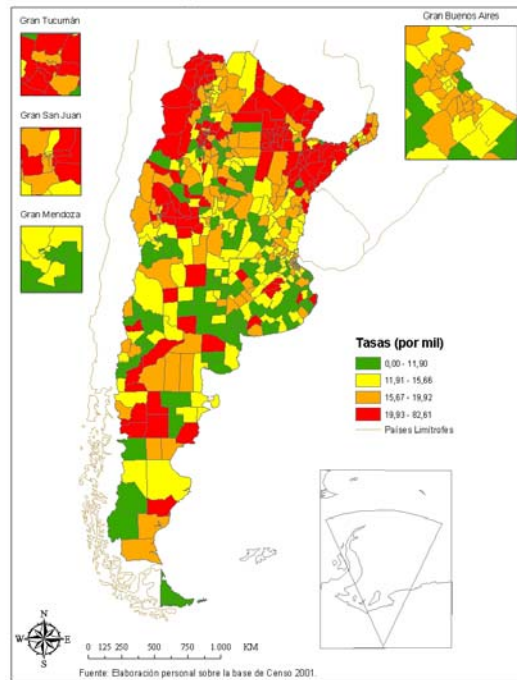 Gran Tucumán
Gran Buenos Aires
Gran San Juan
Gran Mendoza
Tasas (por mil)
0,00 - 11,90
11,91 - 15,66
15,67 - 19,92
19,93 - 82,61
Países Limítrofes
N
W E
S
0 125 250 500 750 1.000 KM
Fuente: Elaboración personal sobre la base de Censo 2001.